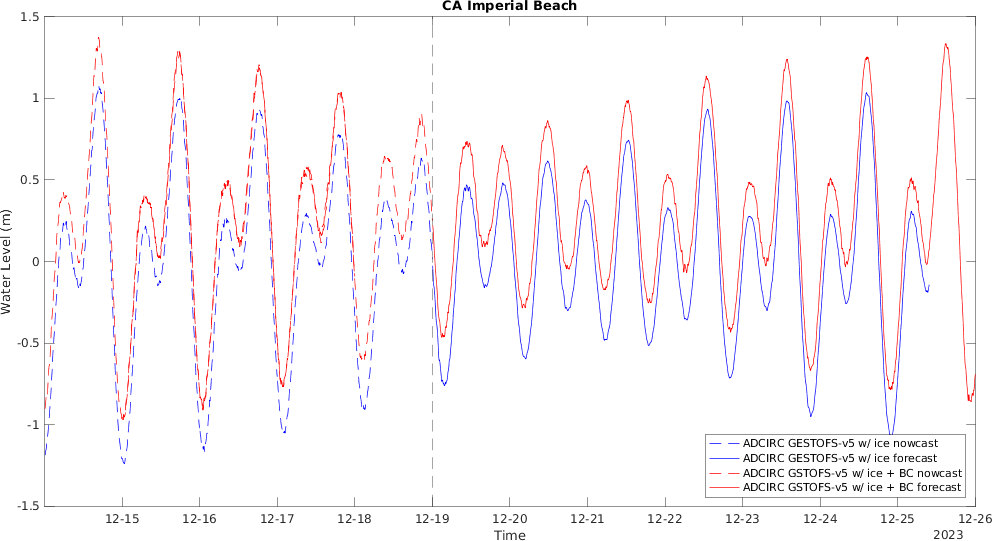 CA Imperial Beach
1.5
1
0.5
0
-0.5
-1
-1.5
Water Level (m)
12-15 12-16 12-17 12-18 12-19 12-20 12-21 12-22 12-23 12-24 12-25 12-26
Time
2023
ADCIRC GESTOFS-v5 w/ ice nowcast
ADCIRC GESTOFS-v5 w/ ice forecast
ADCIRC GSTOFS-v5 w/ ice + BC nowcast
ADCIRC GSTOFS-v5 w/ ice + BC forecast